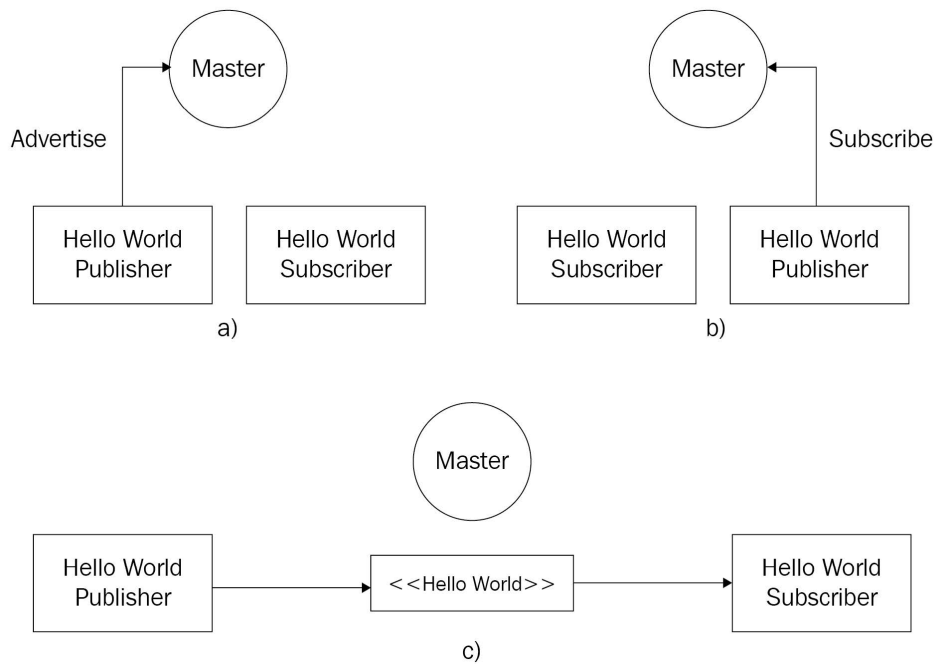 Master
Master
Advertise
Subscribe
Hello World
Publisher
Hello World
Subscriber
Hello World
Subscriber
Hello World
Publisher
a)
b)
Master
Hello World
Publisher
<<Hello World>>
Hello World
Subscriber
c)